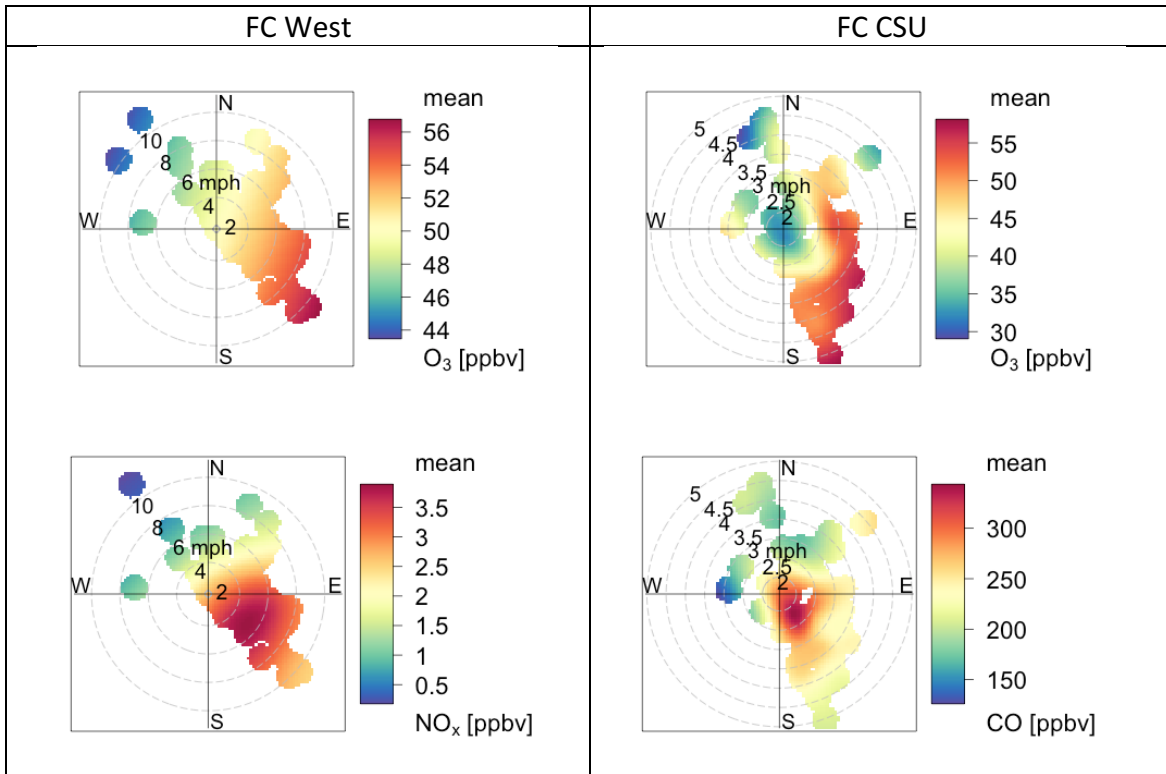 FC West
FC CSU
N
mean
10
8
6 mph
4
2
W
E
S
56
54
52
50
48
46
44
O₃ [ppbv]
N
mean
5
4.5
4
3.5
3 mph
2.5
2
W
E
S
55
50
45
40
35
30
O₃ [ppbv]
N
mean
10
8
6 mph
4
2
W
E
S
3.5
3
2.5
2
1.5
1
0.5
NOₓ [ppbv]
N
mean
5
4.5
4
3.5
3 mph
2.5
2
W
E
S
300
250
200
150
CO [ppbv]